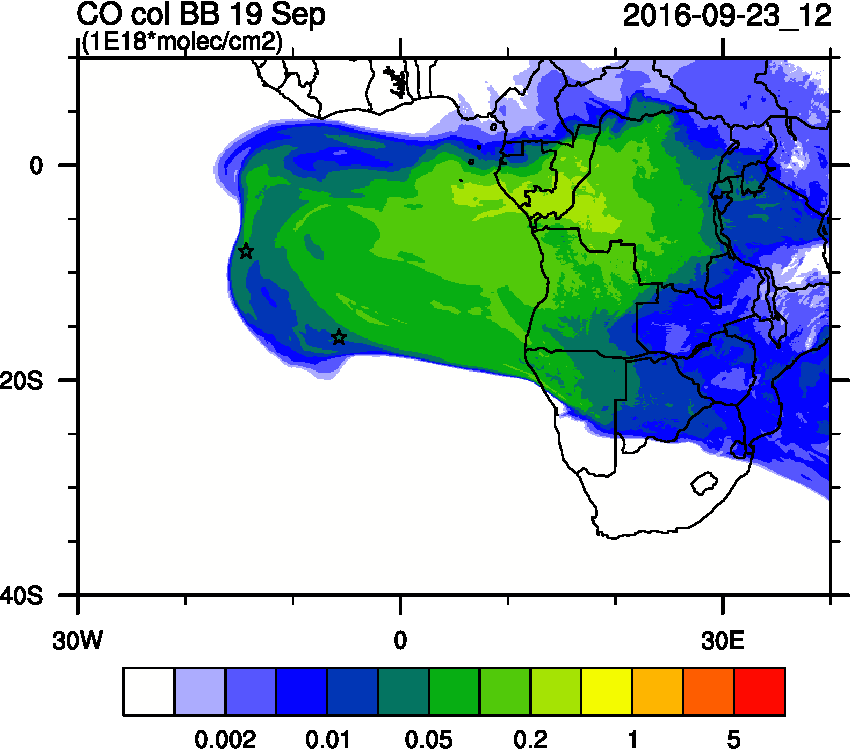 CO col BB 19 Sep 2016-09-23_12
(1E18*molec/cm2)
0
20S
40S
30W 0 30E
0.002 0.01 0.05 0.2 1 5